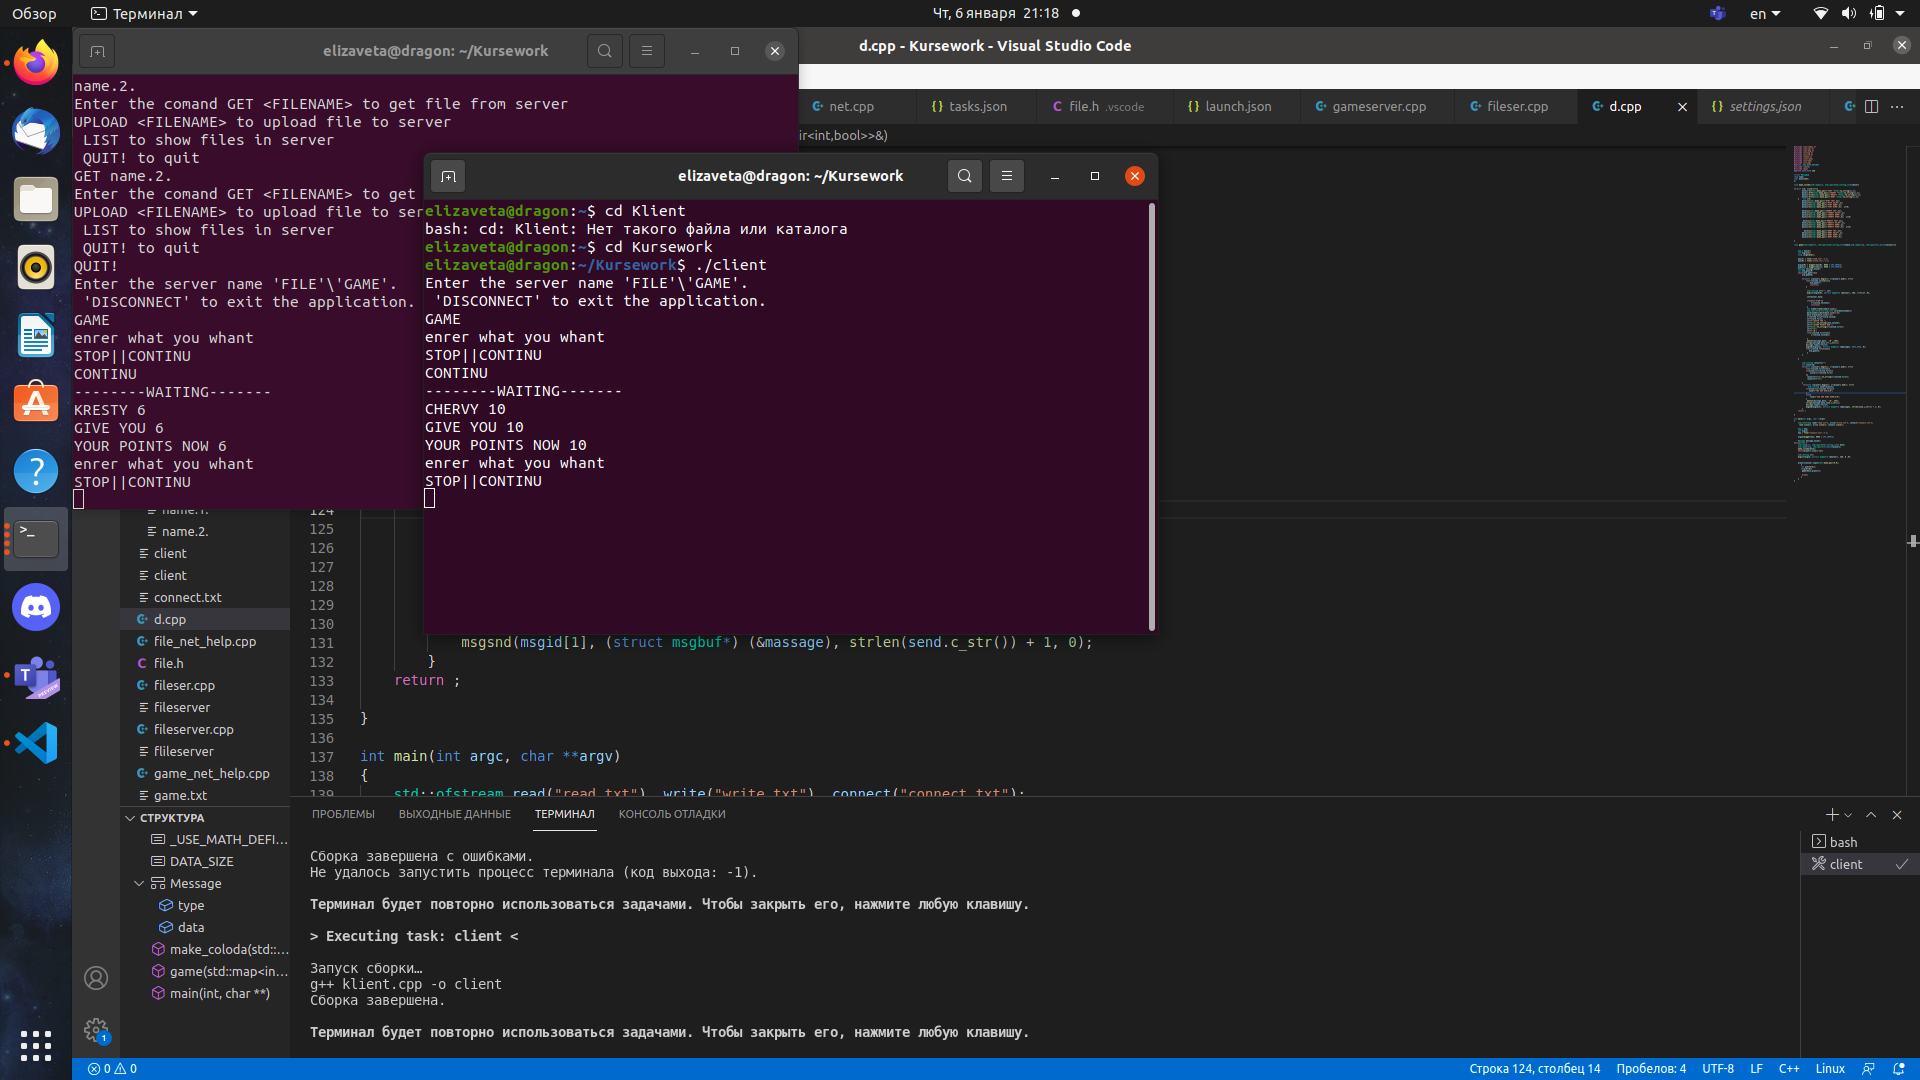 Обзор
Терминал
Чт, 6 января 21:18
en
elizaveta@dragon: ~/Kursework
name.2.
Enter the comand GET <FILENAME> to get file from server
UPLOAD <FILENAME> to upload file to server
LIST to show files in server
QUIT! to quit
GET name.2.
Enter the comand GET <FILENAME> to get
UPLOAD <FILENAME> to upload file to ser
LIST to show files in server
QUIT! to quit
QUIT!
Enter the server name 'FILE'\'GAME'.
'DISCONNECT' to exit the application.
GAME
enrer what you whant
STOP||CONTINU
CONTINU
--------WAITING-------
KRESTY 6
GIVE YOU 6
YOUR POINTS NOW 6
enrer what you whant
STOP||CONTINU
elizaveta@dragon: ~/Kursework
elizaveta@dragon:~$ cd Klient
bash: cd: Klient: Нет такого файла или каталога
elizaveta@dragon:~$ cd Kursework
elizaveta@dragon:~/Kursework$ ./client
Enter the server name 'FILE'\'GAME'.
'DISCONNECT' to exit the application.
GAME
enrer what you whant
STOP||CONTINU
CONTINU
--------WAITING-------
CHERVY 10
GIVE YOU 10
YOUR POINTS NOW 10
enrer what you whant
STOP||CONTINU
d.cpp - Kursework - Visual Studio Code
net.cpp
tasks.json
file.h .vscode
launch.json
gameserver.cpp
fileser.cpp
d.cpp
settings.json
ir<int,bool>>&)
name.1.
name.2.
client
client
connect.txt
d.cpp
file_net_help.cpp
file.h
fileser.cpp
fileserver
fileserver.cpp
flileserver
game_net_help.cpp
game.txt
СТРУКТУРА
_USE_MATH_DEFI...
DATA_SIZE
Message
type
data
make_coloda(std::...
game(std::map<in...
main(int, char **)
124
125
126
127
128
129
130
131 msgsnd(msgid[1], (struct msgbuf*) (&massage), strlen(send.c_str()) + 1, 0);
132 }
133 return ;
134
135 }
136
137 int main(int argc, char **argv)
138 {
139 std::ofstream read("read.txt"), write("write.txt"), connect("connect.txt");
ПРОБЛЕМЫ
ВЫХОДНЫЕ ДАННЫЕ
ТЕРМИНАЛ
КОНСОЛЬ ОТЛАДКИ
Сборка завершена с ошибками.
Не удалось запустить процесс терминала (код выхода: -1).
Терминал будет повторно использоваться задачами. Чтобы закрыть его, нажмите любую клавишу.
> Executing task: client <
Запуск сборки…
g++ klient.cpp -o client
Сборка завершена.
Терминал будет повторно использоваться задачами. Чтобы закрыть его, нажмите любую клавишу.
bash
client
1
0 0
Строка 124, столбец 14
Пробелов: 4
UTF-8
LF
C++
Linux